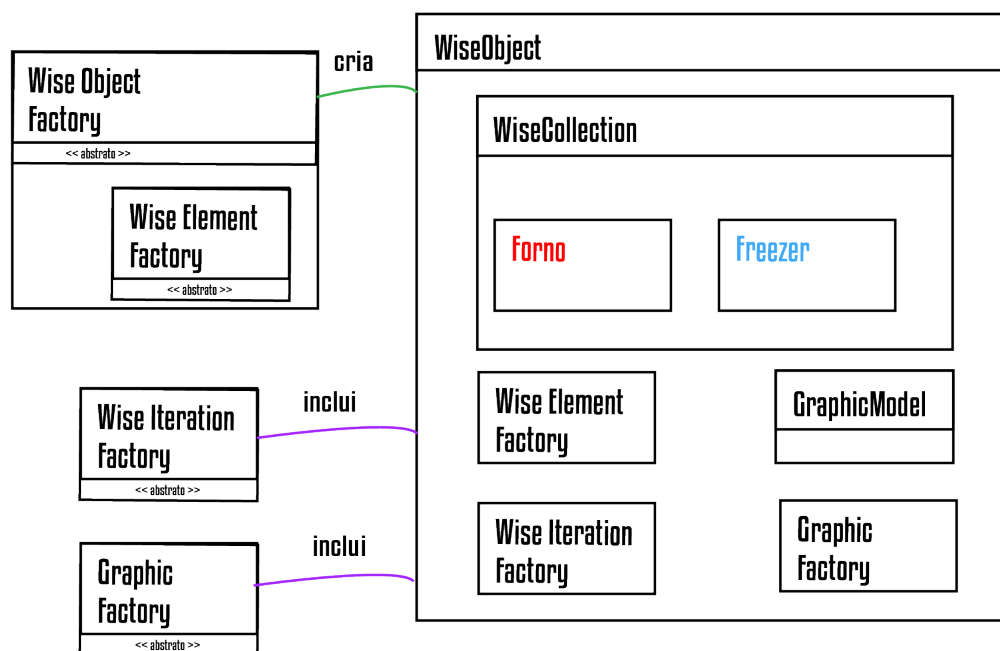 Wise Object
Factory
<< abstrato >>
Wise Element
Factory
<< abstrato >>
cria
WiseObject
WiseCollection
Forno
Freezer
Wise Element
Factory
GraphicModel
Wise Iteration
Factory
Graphic
Factory
Wise Iteration
Factory
<< abstrato >>
inclui
Graphic
Factory
<< abstrato >>
inclui